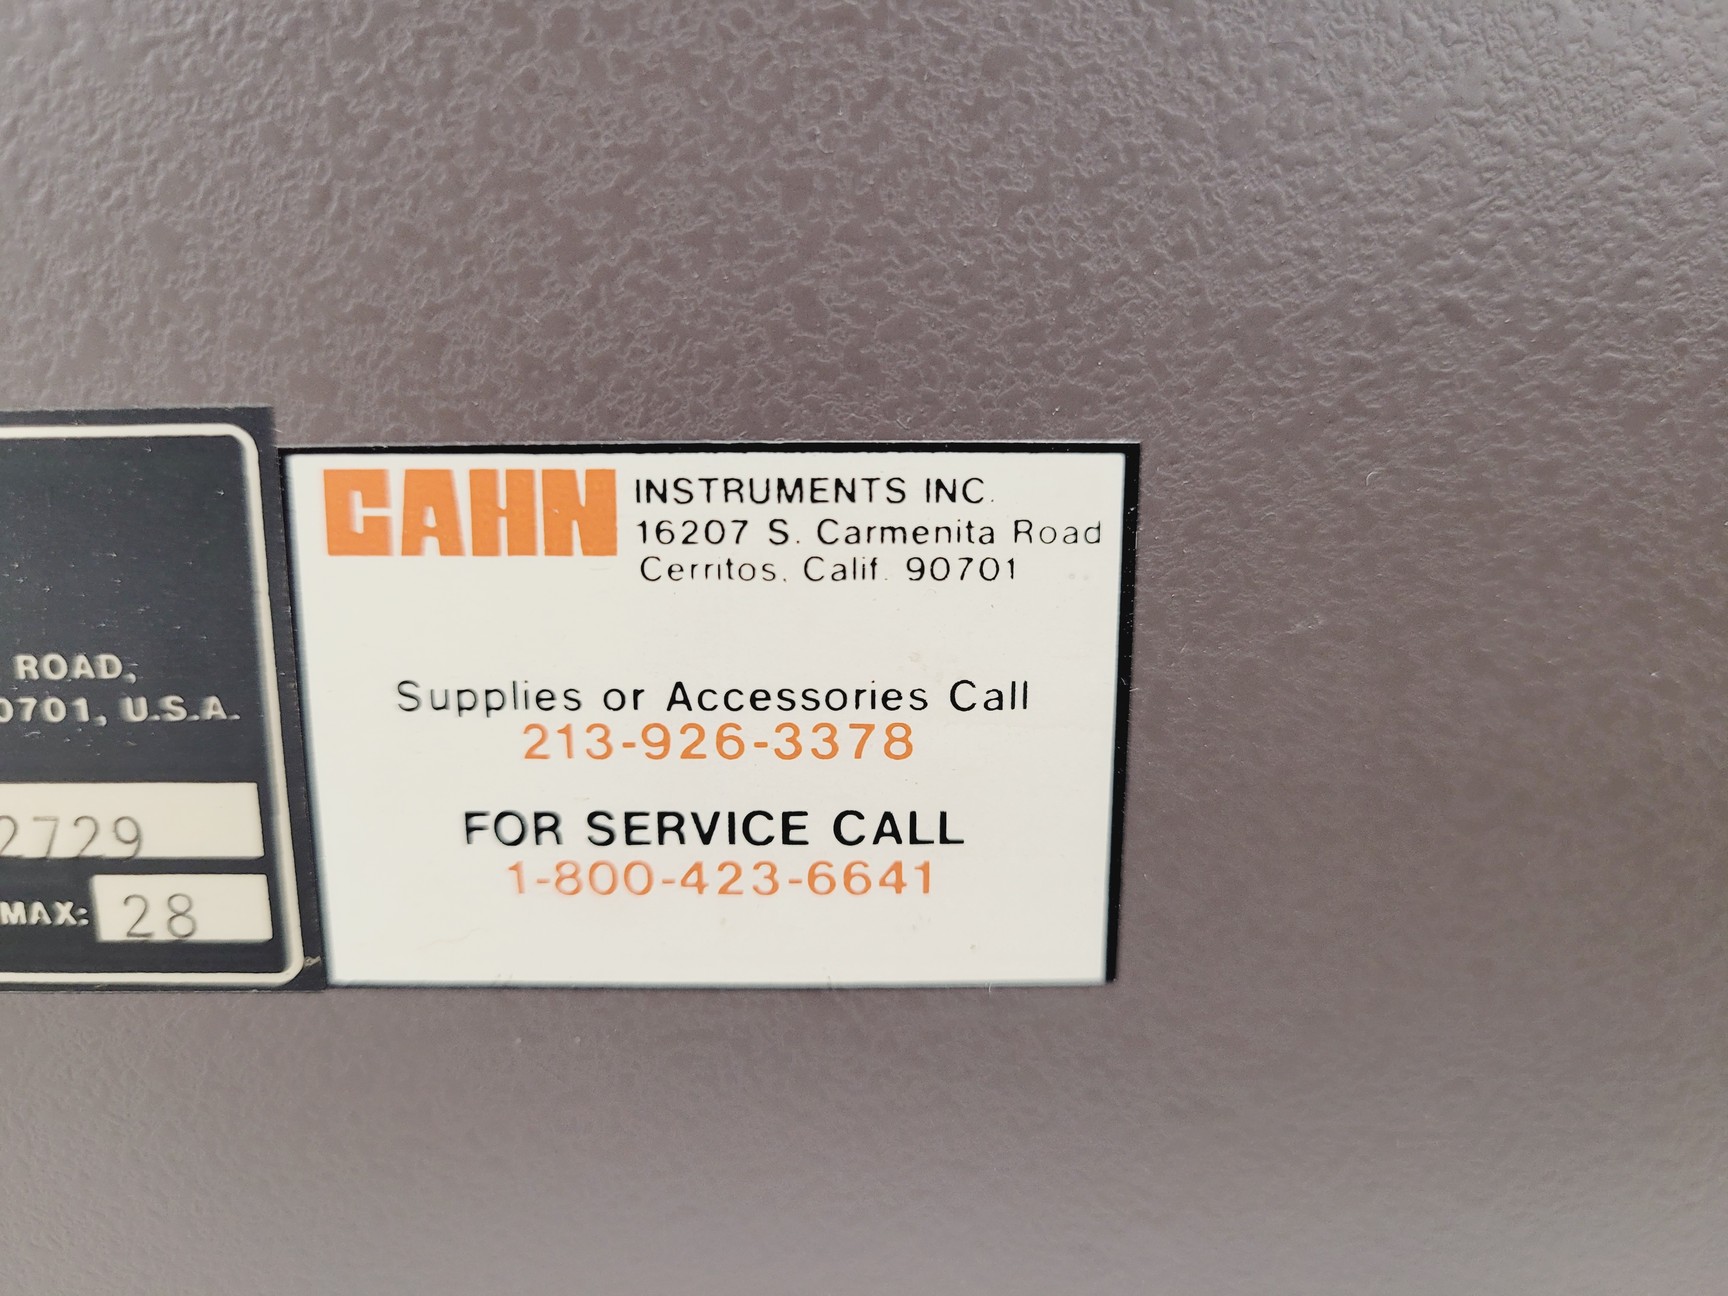 ROAD,
0701, U.S.A.
2729
MAX: 28
CAHN INSTRUMENTS INC.
16207 S. Carmenita Road
Cerritos, Calif. 90701
Supplies or Accessories Call
213-926-3378
FOR SERVICE CALL
1-800-423-6641